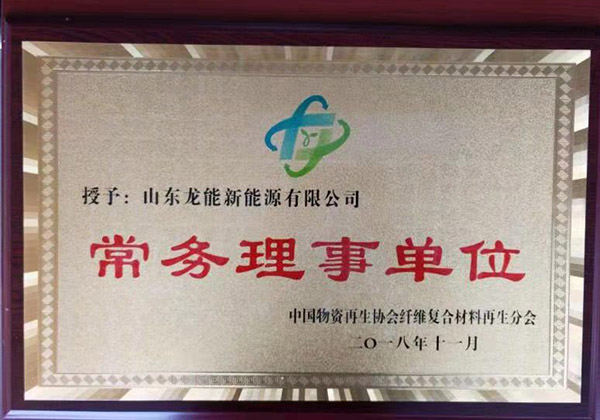 授予：山东龙能新能源有限公司
常务理事单位
中国物资再生协会纤维复合材料再生分会
二〇一八年十一月